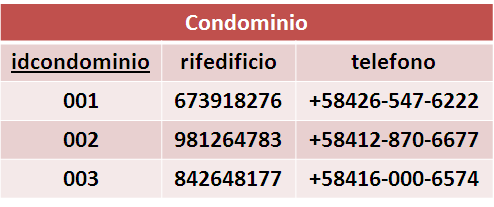 Condominio
idcondominio rifedificio telefono
001 673918276 +58426-547-6222
002 981264783 +58412-870-6677
003 842648177 +58416-000-6574